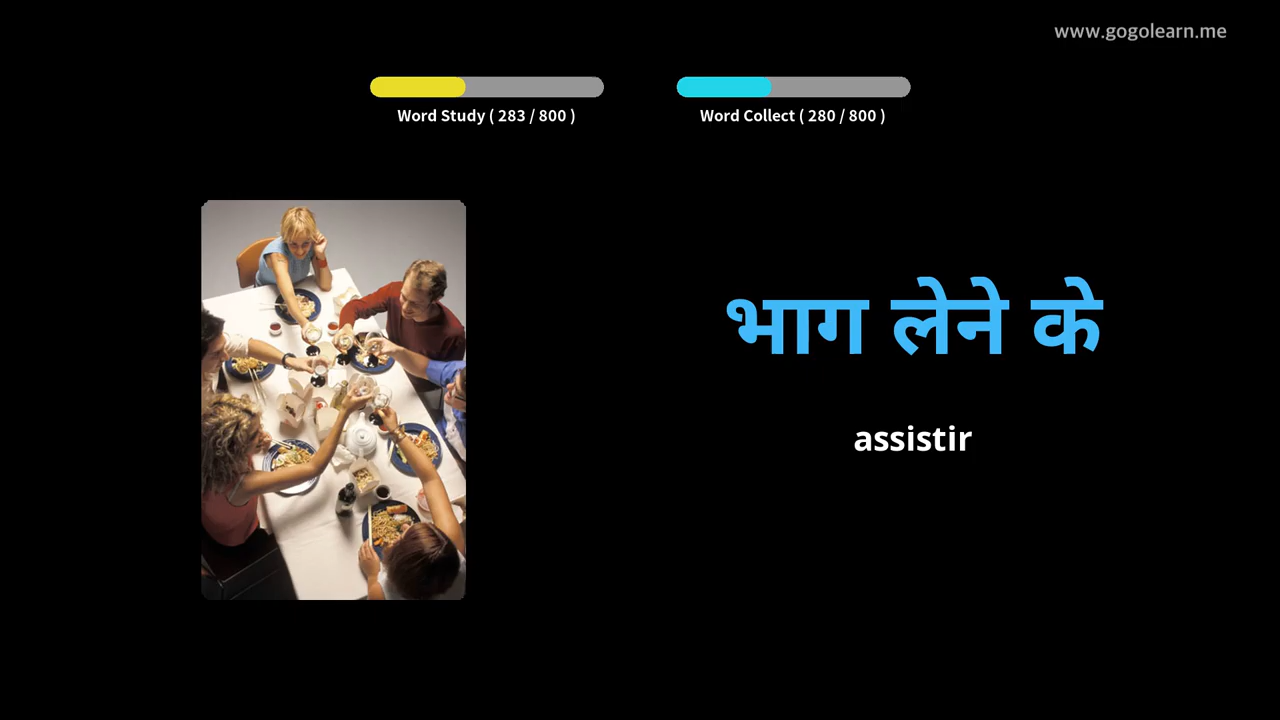 www.gogolearn.me
Word Study ( 283 / 800 )
Word Collect ( 280 / 800 )
भाग लेने के
assistir